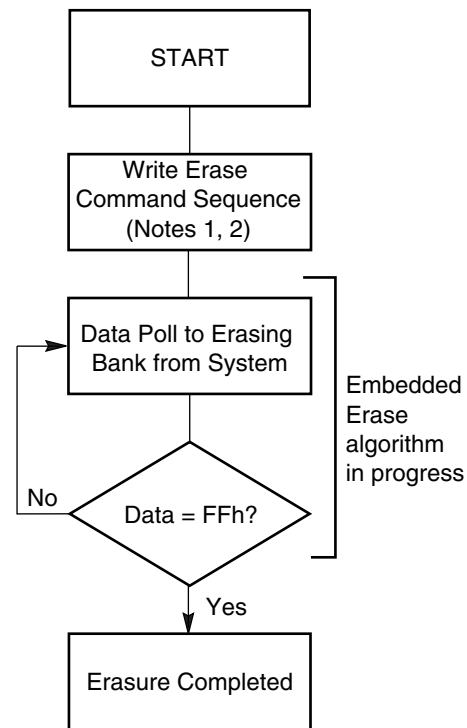 START
Write Erase
Command Sequence
(Notes 1, 2)
Data Poll to Erasing
Bank from System
Embedded
Erase
algorithm
in progress
No
Data = FFh?
Yes
Erasure Completed